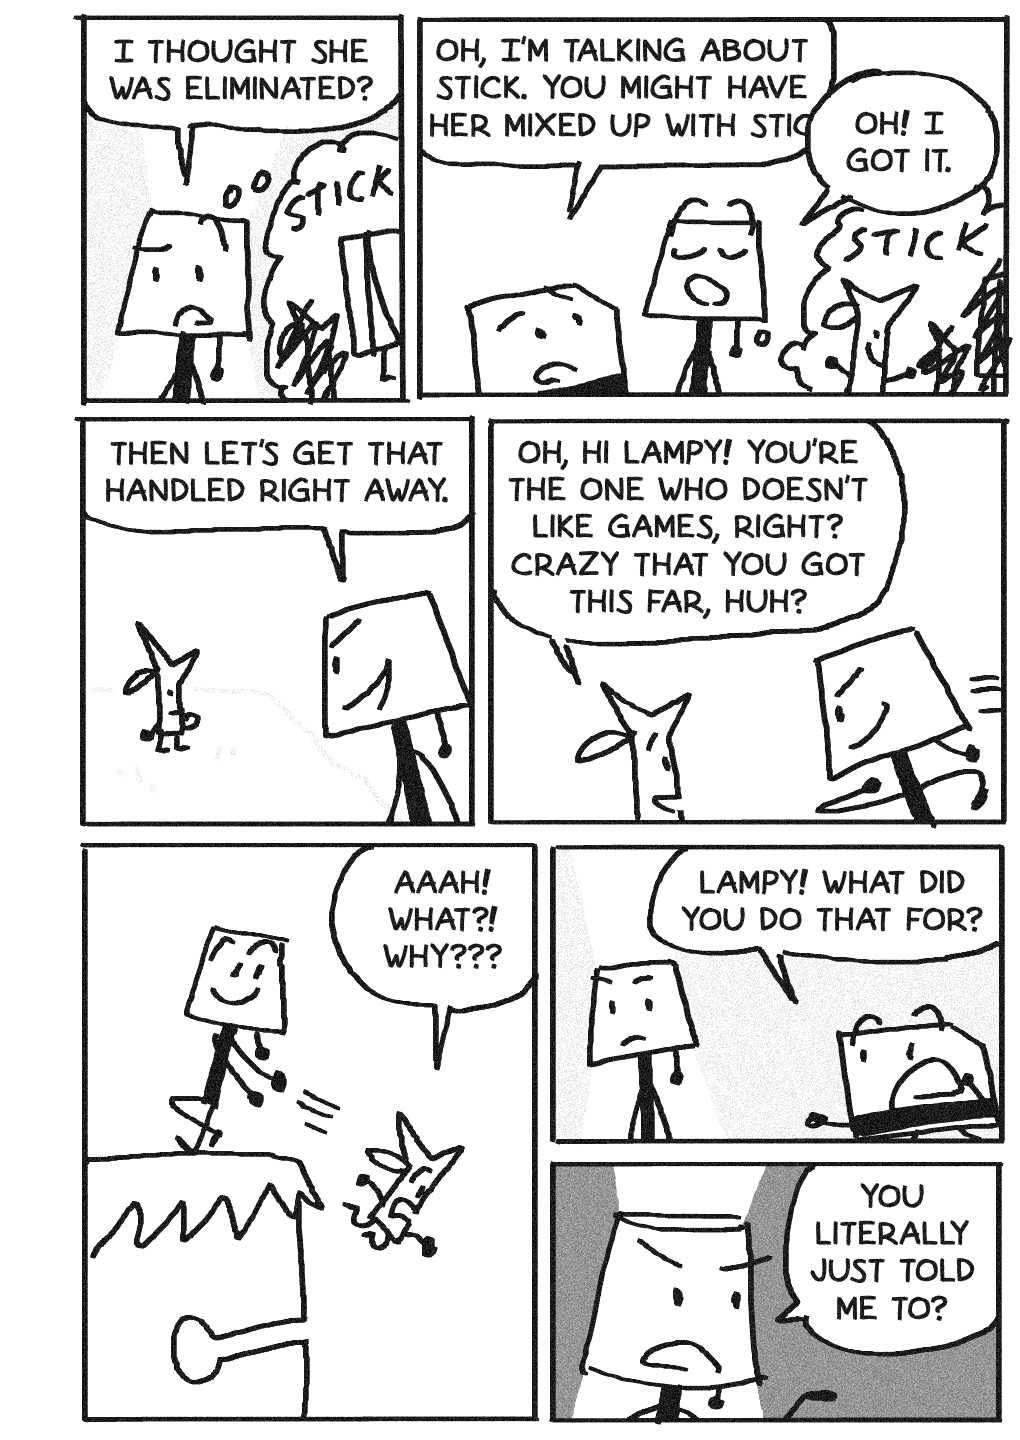 I THOUGHT SHE
WAS ELIMINATED?
STICK
OH, I'M TALKING ABOUT
STICK. YOU MIGHT HAVE
HER MIXED UP WITH STIC
OH! I
GOT IT.
STICK
THEN LET'S GET THAT
HANDLED RIGHT AWAY.
OH, HI LAMPY! YOU'RE
THE ONE WHO DOESN'T
LIKE GAMES, RIGHT?
CRAZY THAT YOU GOT
THIS FAR, HUH?
AAAH!
WHAT?!
WHY???
LAMPY! WHAT DID
YOU DO THAT FOR?
YOU
LITERALLY
JUST TOLD
ME TO?